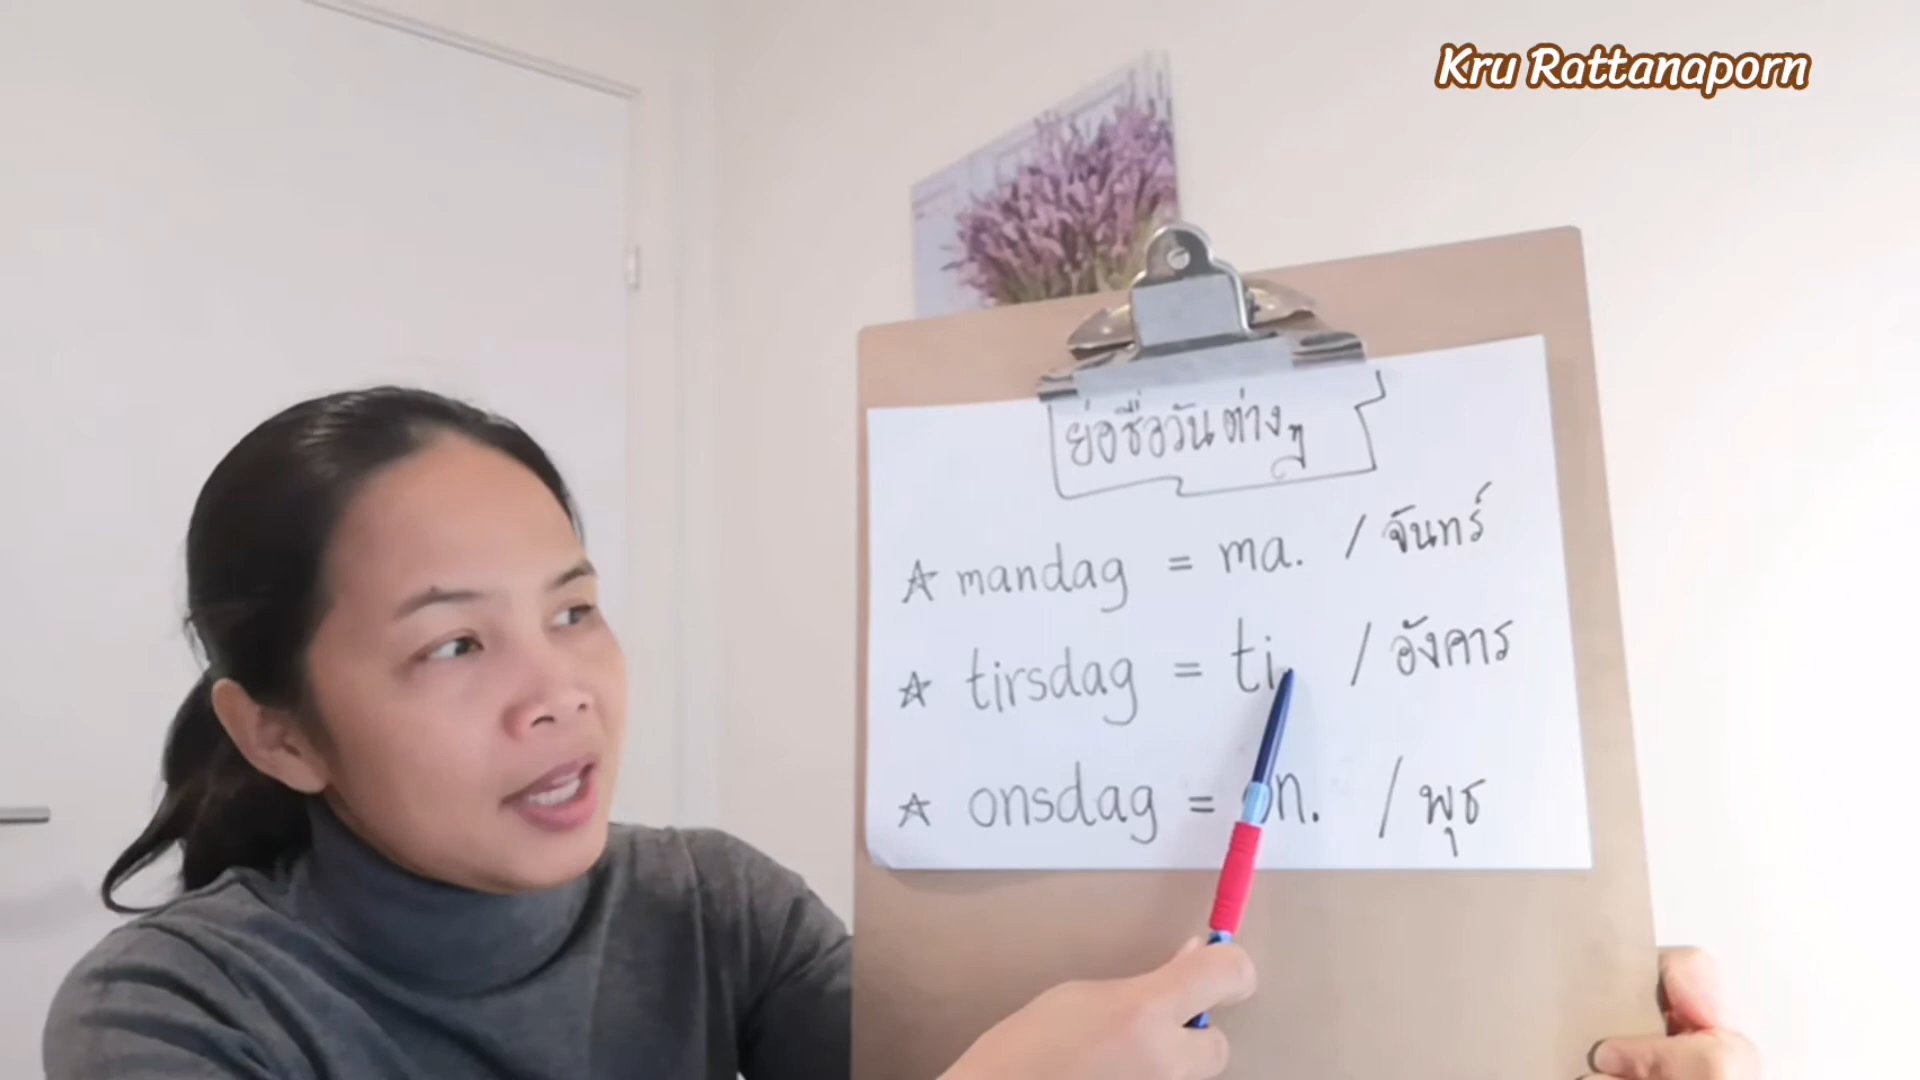 Kru Rattanaporn
ย่อชื่อวันต่างๆ
☆ mandag = ma. / จันทร์
☆ tirsdag = ti. / อังคาร
☆ onsdag = on. / พุธ